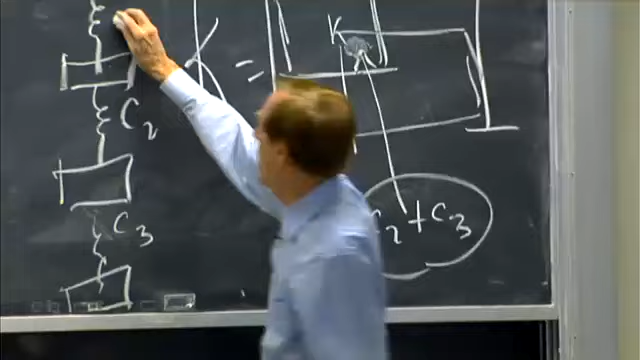 K =
K
C₂
C₂ + C₃
C₃